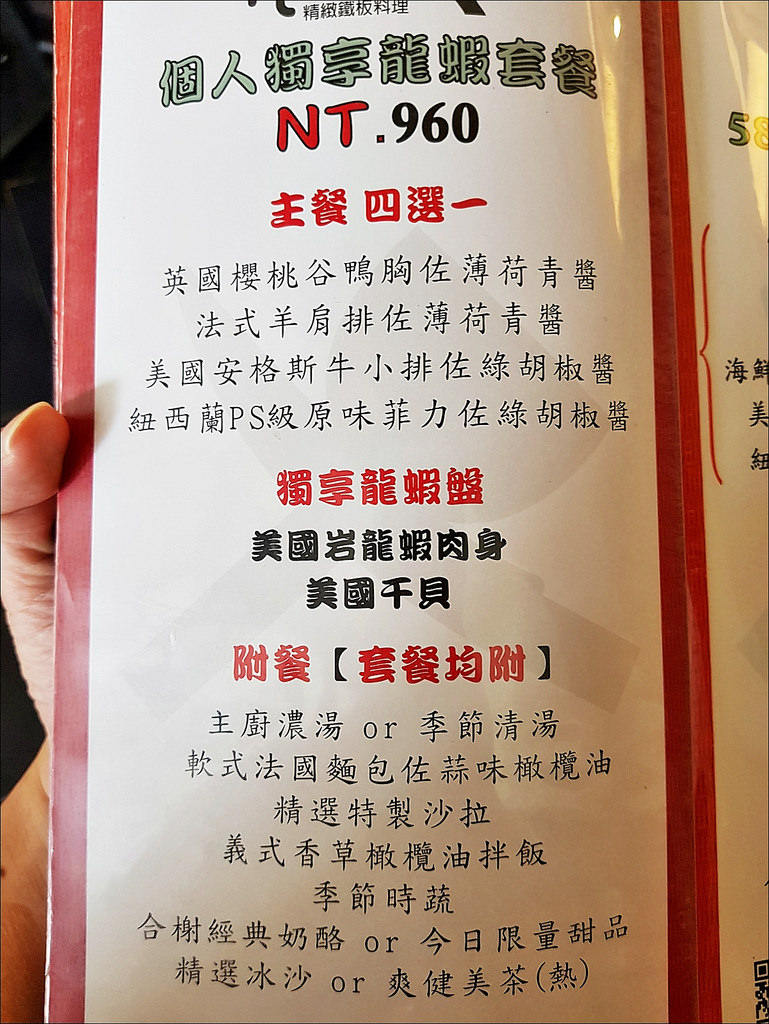 精緻鐵板料理
個人獨享龍蝦套餐
NT.960
主餐 四選一
英國櫻桃谷鴨胸佐薄荷青醬
法式羊肩排佐薄荷青醬
美國安格斯牛小排佐綠胡椒醬
紐西蘭PS級原味菲力佐綠胡椒醬
獨享龍蝦盤
美國岩龍蝦肉身
美國干貝
附餐【套餐均附】
主廚濃湯 or 季節清湯
軟式法國麵包佐蒜味橄欖油
精選特製沙拉
義式香草橄欖油拌飯
季節時蔬
合榭經典奶酪 or 今日限量甜品
精選冰沙 or 爽健美茶(熱)
58
海鮮
美
紐